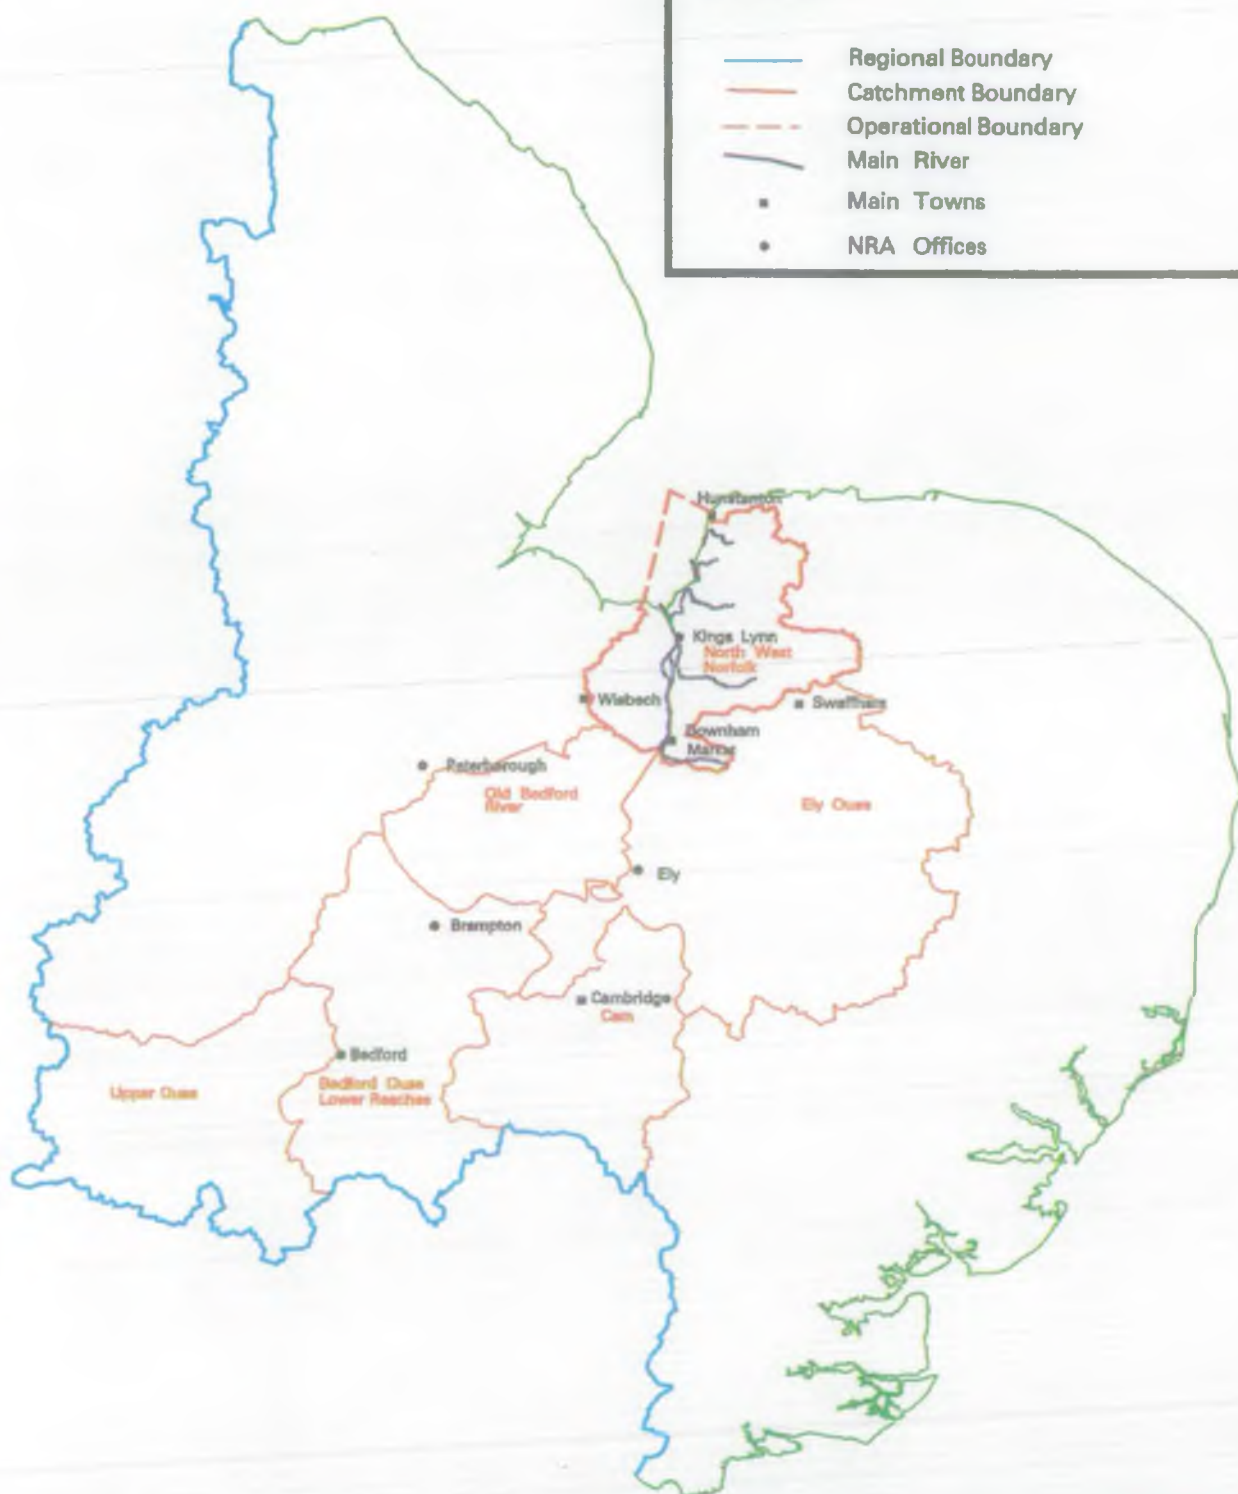 Regional Boundary
Catchment Boundary
Operational Boundary
Main River
Main Towns
NRA Offices
Hunstanton
Kings Lynn
North West
Norfolk
Wisbech
Swaffham
Downham
Market
Peterborough
Old Bedford
River
Ely Ouse
Ely
Brampton
Cambridge
Cam
Bedford
Bedford Ouse
Lower Reaches
Upper Ouse